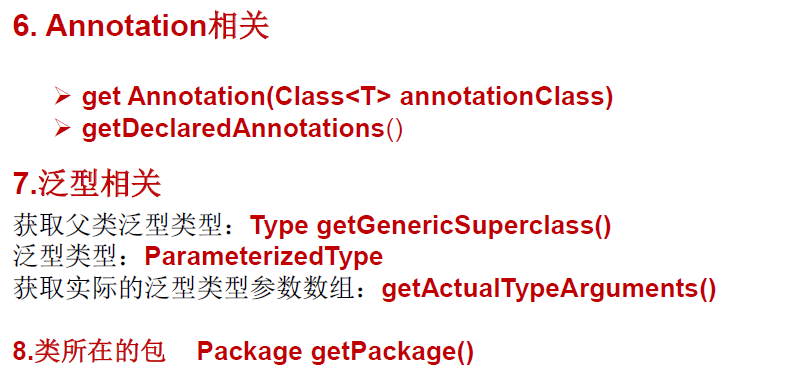 6. Annotation相关
➢ get Annotation(Class<T> annotationClass)
➢ getDeclaredAnnotations()
7.泛型相关
获取父类泛型类型：Type getGenericSuperclass()
泛型类型：ParameterizedType
获取实际的泛型类型参数数组：getActualTypeArguments()
8.类所在的包 Package getPackage()